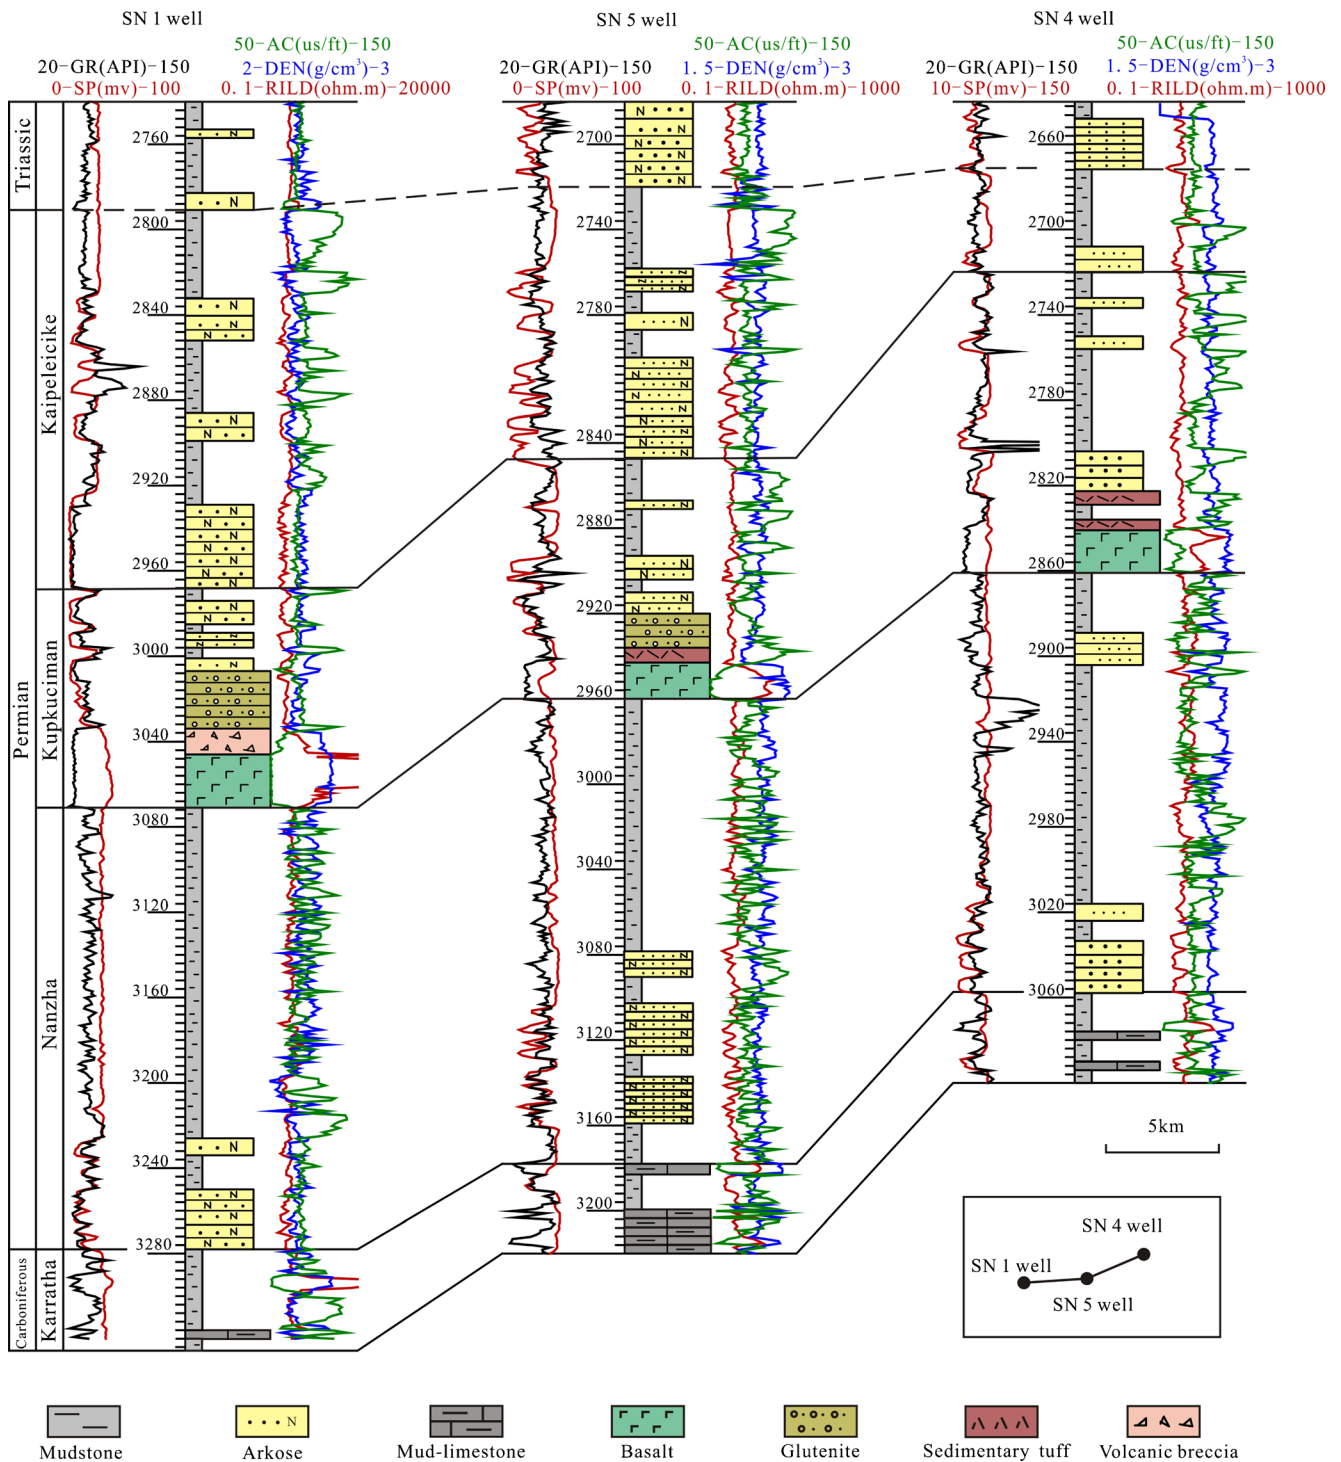 SN 1 well
SN 5 well
SN 4 well
50-AC(us/ft)-150
50-AC(us/ft)-150
50-AC(us/ft)-150
20-GR(API)-150
2-DEN(g/cm³)-3
20-GR(API)-150
1.5-DEN(g/cm³)-3
20-GR(API)-150
1.5-DEN(g/cm³)-3
0-SP(mv)-100
0.1-RILD(ohm.m)-20000
0-SP(mv)-100
0.1-RILD(ohm.m)-1000
10-SP(mv)-150
0.1-RILD(ohm.m)-1000
Triassic
Permian
Carboniferous
Kaipeleicike
Kupkuciman
Nanzha
Karratha
2760
2800
2840
2880
2920
2960
3000
3040
3080
3120
3160
3200
3240
3280
2700
2740
2780
2840
2880
2920
2960
3000
3040
3080
3120
3160
3200
2660
2700
2740
2780
2820
2860
2900
2940
2980
3020
3060
5km
SN 4 well
SN 1 well
SN 5 well
N
Mudstone
Arkose
Mud-limestone
Basalt
Glutenite
Sedimentary tuff
Volcanic breccia